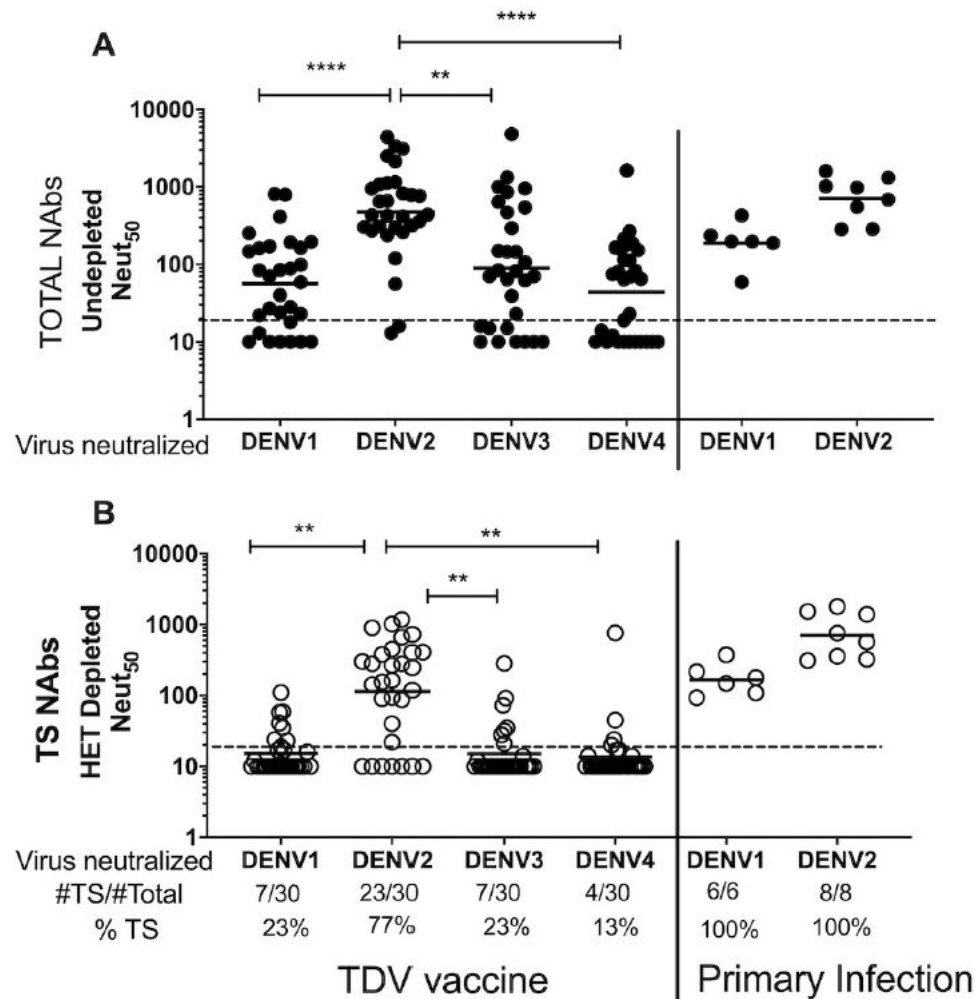 A
****
****
**
TOTAL NAbs
Undepleted
Neut50
10000
1000
100
10
1
Virus neutralized DENV1 DENV2 DENV3 DENV4 DENV1 DENV2
B
**
**
**
TS NAbs
HET Depleted
Neut50
10000
1000
100
10
1
Virus neutralized DENV1 DENV2 DENV3 DENV4 DENV1 DENV2
#TS/#Total 7/30 23/30 7/30 4/30 6/6 8/8
% TS 23% 77% 23% 13% 100% 100%
TDV vaccine Primary Infection